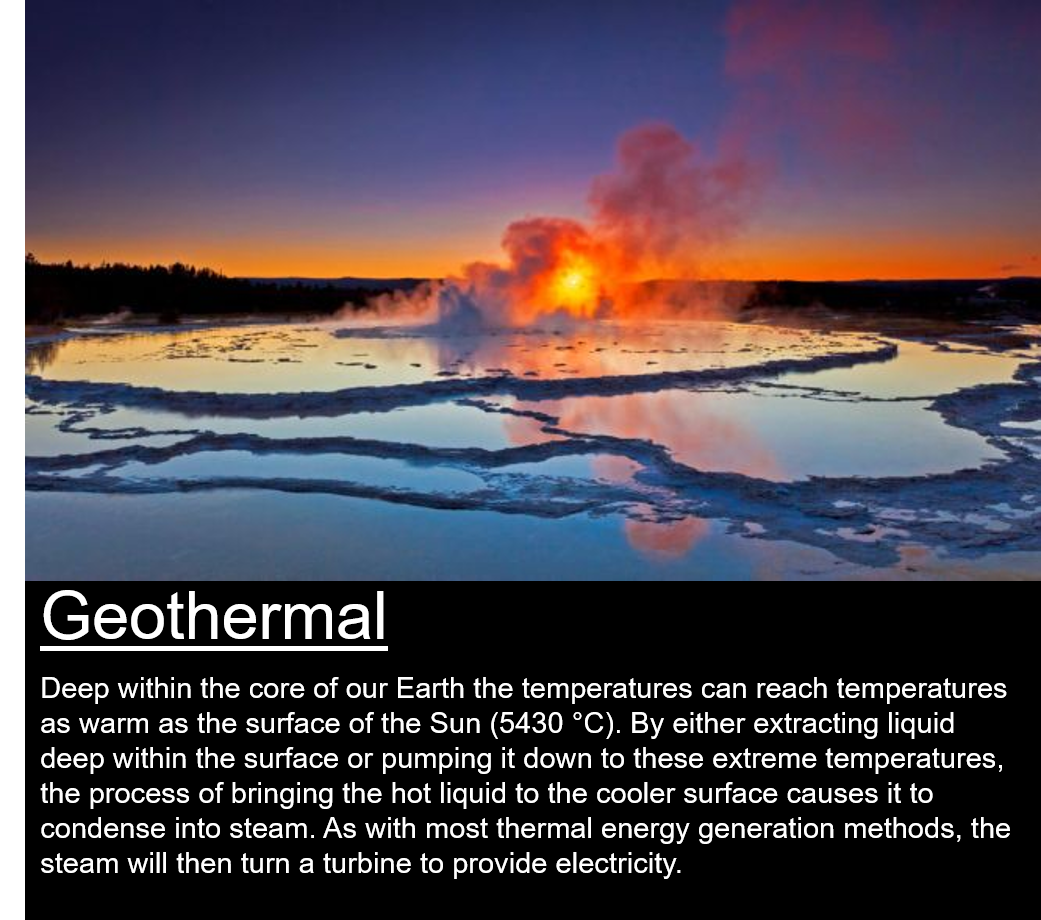 Geothermal
Deep within the core of our Earth the temperatures can reach temperatures
as warm as the surface of the Sun (5430 °C). By either extracting liquid
deep within the surface or pumping it down to these extreme temperatures,
the process of bringing the hot liquid to the cooler surface causes it to
condense into steam. As with most thermal energy generation methods, the
steam will then turn a turbine to provide electricity.